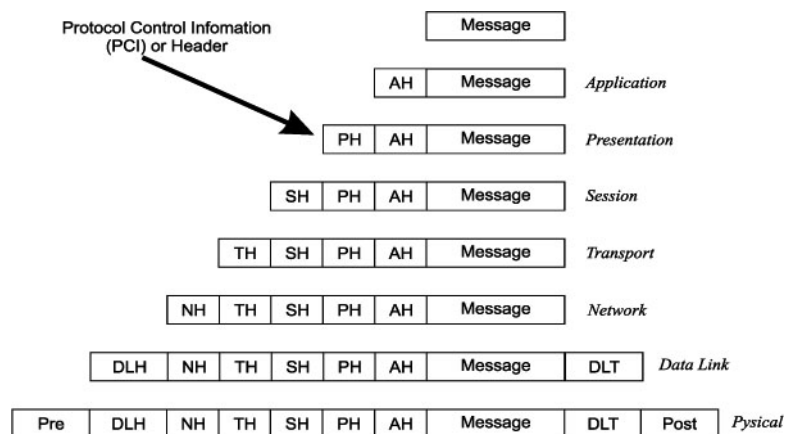 Protocol Control Infomation
(PCI) or Header
Message
AH Message Application
PH AH Message Presentation
SH PH AH Message Session
TH SH PH AH Message Transport
NH TH SH PH AH Message Network
DLH NH TH SH PH AH Message DLT Data Link
Pre DLH NH TH SH PH AH Message DLT Post Pysical